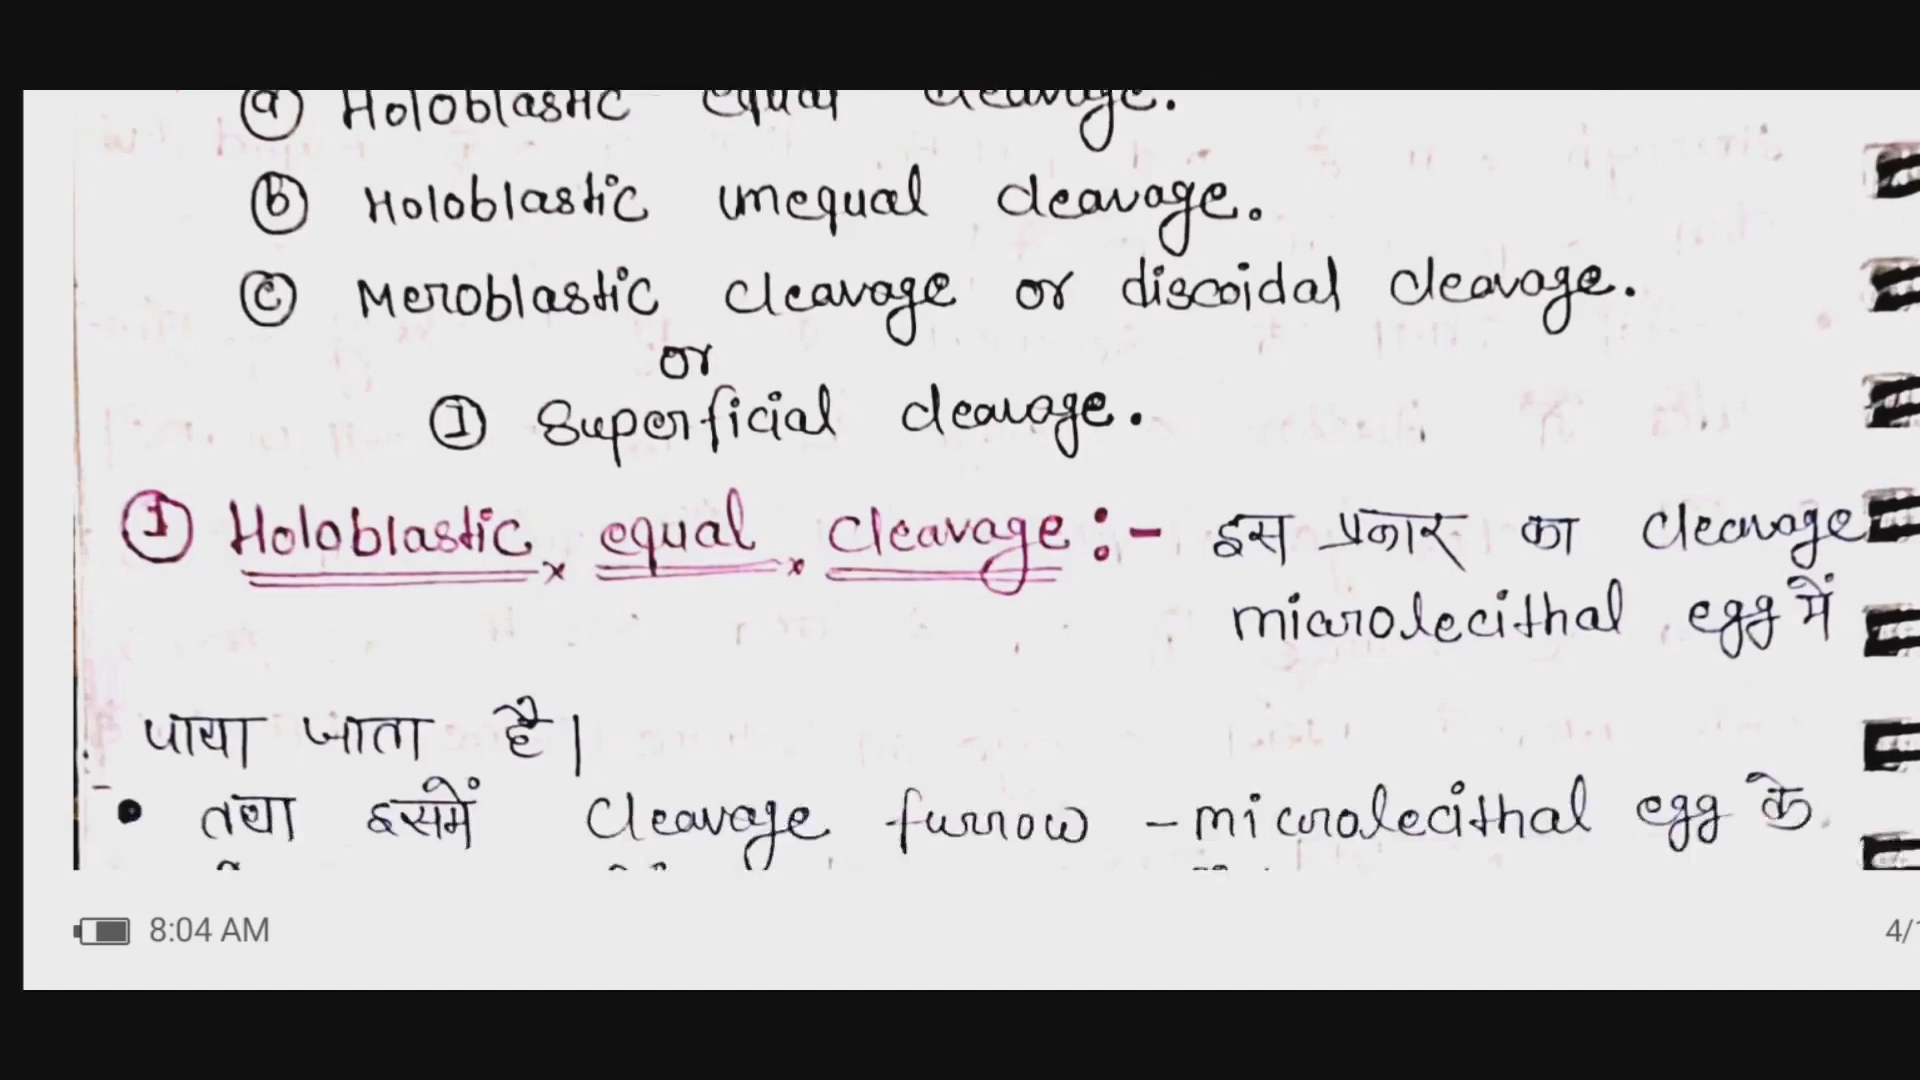 (a) Holoblastic equal cleavage.
(b) Holoblastic unequal cleavage.
(c) Meroblastic cleavage or discoidal cleavage.
or
(I) Superficial cleavage.
(I) Holoblastic equal Cleavage :- इस प्रकार का cleavage
microlecithal egg में
पाया जाता है।
• तथा इसमें Cleavage furrow - microlecithal egg के
8:04 AM
4/1